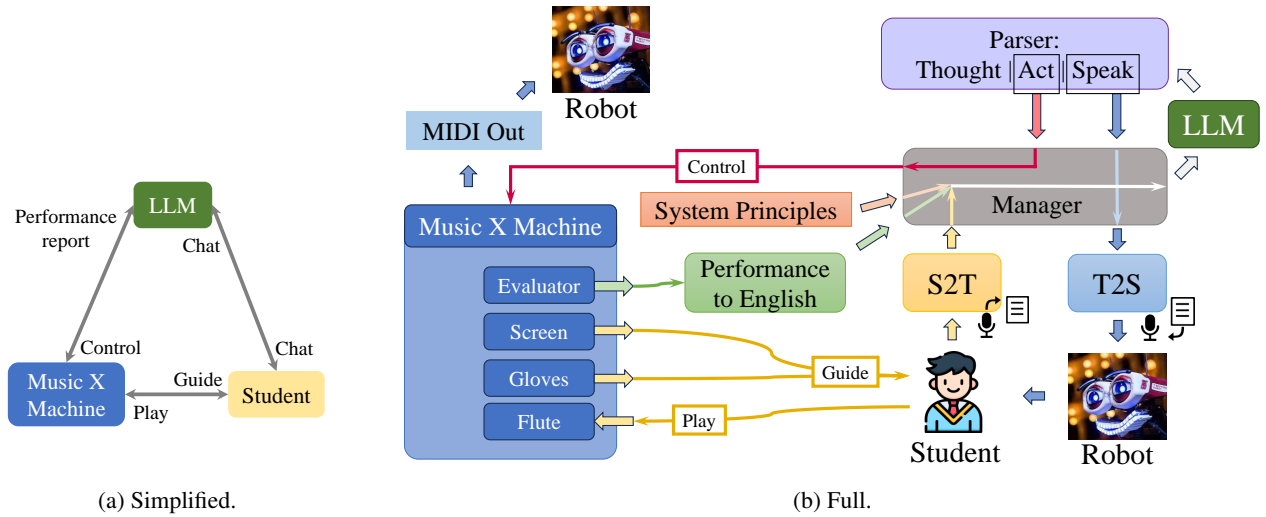 LLM
Performance
report
Chat
Control
Chat
Music X
Machine
Guide
Play
Student
(a) Simplified.
Robot
MIDI Out
Parser:
Thought | Act | Speak
LLM
Control
System Principles
Manager
Music X Machine
Evaluator
Screen
Gloves
Flute
Performance
to English
S2T
T2S
Guide
Play
Student
Robot
(b) Full.